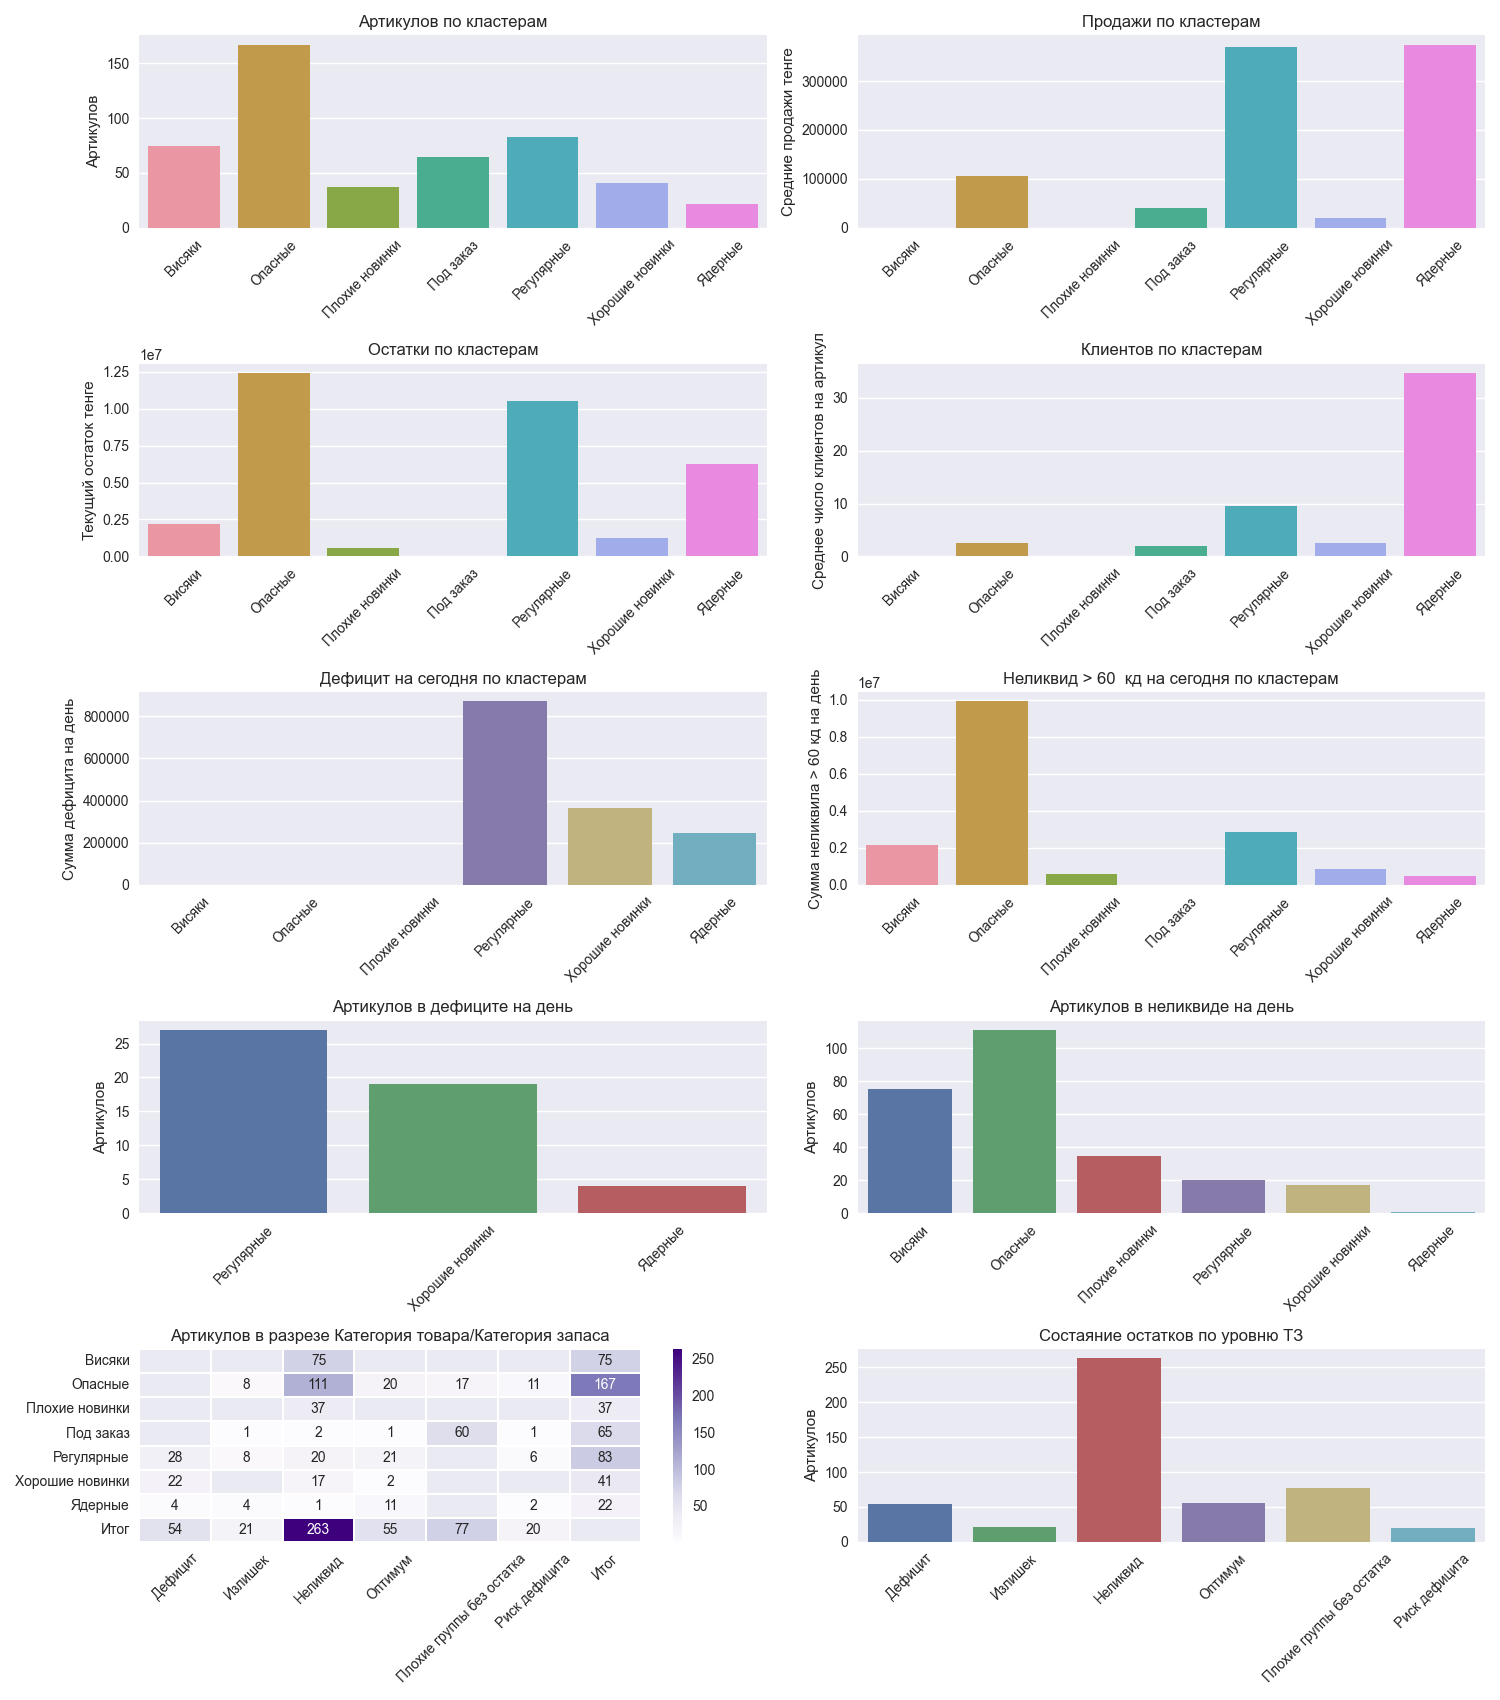 Артикулов по кластерам
Артикулов
150
100
50
0
Висяки
Опасные
Плохие новинки
Под заказ
Регулярные
Хорошие новинки
Ядерные
Продажи по кластерам
Средние продажи тенге
300000
200000
100000
0
Висяки
Опасные
Плохие новинки
Под заказ
Регулярные
Хорошие новинки
Ядерные
Остатки по кластерам
1e7
Текущий остаток тенге
1.25
1.00
0.75
0.50
0.25
0.00
Висяки
Опасные
Плохие новинки
Под заказ
Регулярные
Хорошие новинки
Ядерные
Клиентов по кластерам
Среднее число клиентов на артикул
30
20
10
0
Висяки
Опасные
Плохие новинки
Под заказ
Регулярные
Хорошие новинки
Ядерные
Дефицит на сегодня по кластерам
Сумма дефицита на день
800000
600000
400000
200000
0
Висяки
Опасные
Плохие новинки
Регулярные
Хорошие новинки
Ядерные
Неликвид > 60 кд на сегодня по кластерам
1e7
Сумма неликвипа > 60 кд на день
1.0
0.8
0.6
0.4
0.2
0.0
Висяки
Опасные
Плохие новинки
Под заказ
Регулярные
Хорошие новинки
Ядерные
Артикулов в дефиците на день
Артикулов
25
20
15
10
5
0
Регулярные
Хорошие новинки
Ядерные
Артикулов в неликвиде на день
Артикулов
100
80
60
40
20
0
Висяки
Опасные
Плохие новинки
Регулярные
Хорошие новинки
Ядерные
Артикулов в разрезе Категория товара/Категория запаса
Висяки 75 75
Опасные 8 111 20 17 11 167
Плохие новинки 37 37
Под заказ 1 2 1 60 1 65
Регулярные 28 8 20 21 6 83
Хорошие новинки 22 17 2 41
Ядерные 4 4 1 11 2 22
Итог 54 21 263 55 77 20
Дефицит
Излишек
Неликвид
Оптимум
Плохие группы без остатка
Риск дефицита
Итог
250
200
150
100
50
Состаяние остатков по уровню ТЗ
Артикулов
250
200
150
100
50
0
Дефицит
Излишек
Неликвид
Оптимум
Плохие группы без остатка
Риск дефицита